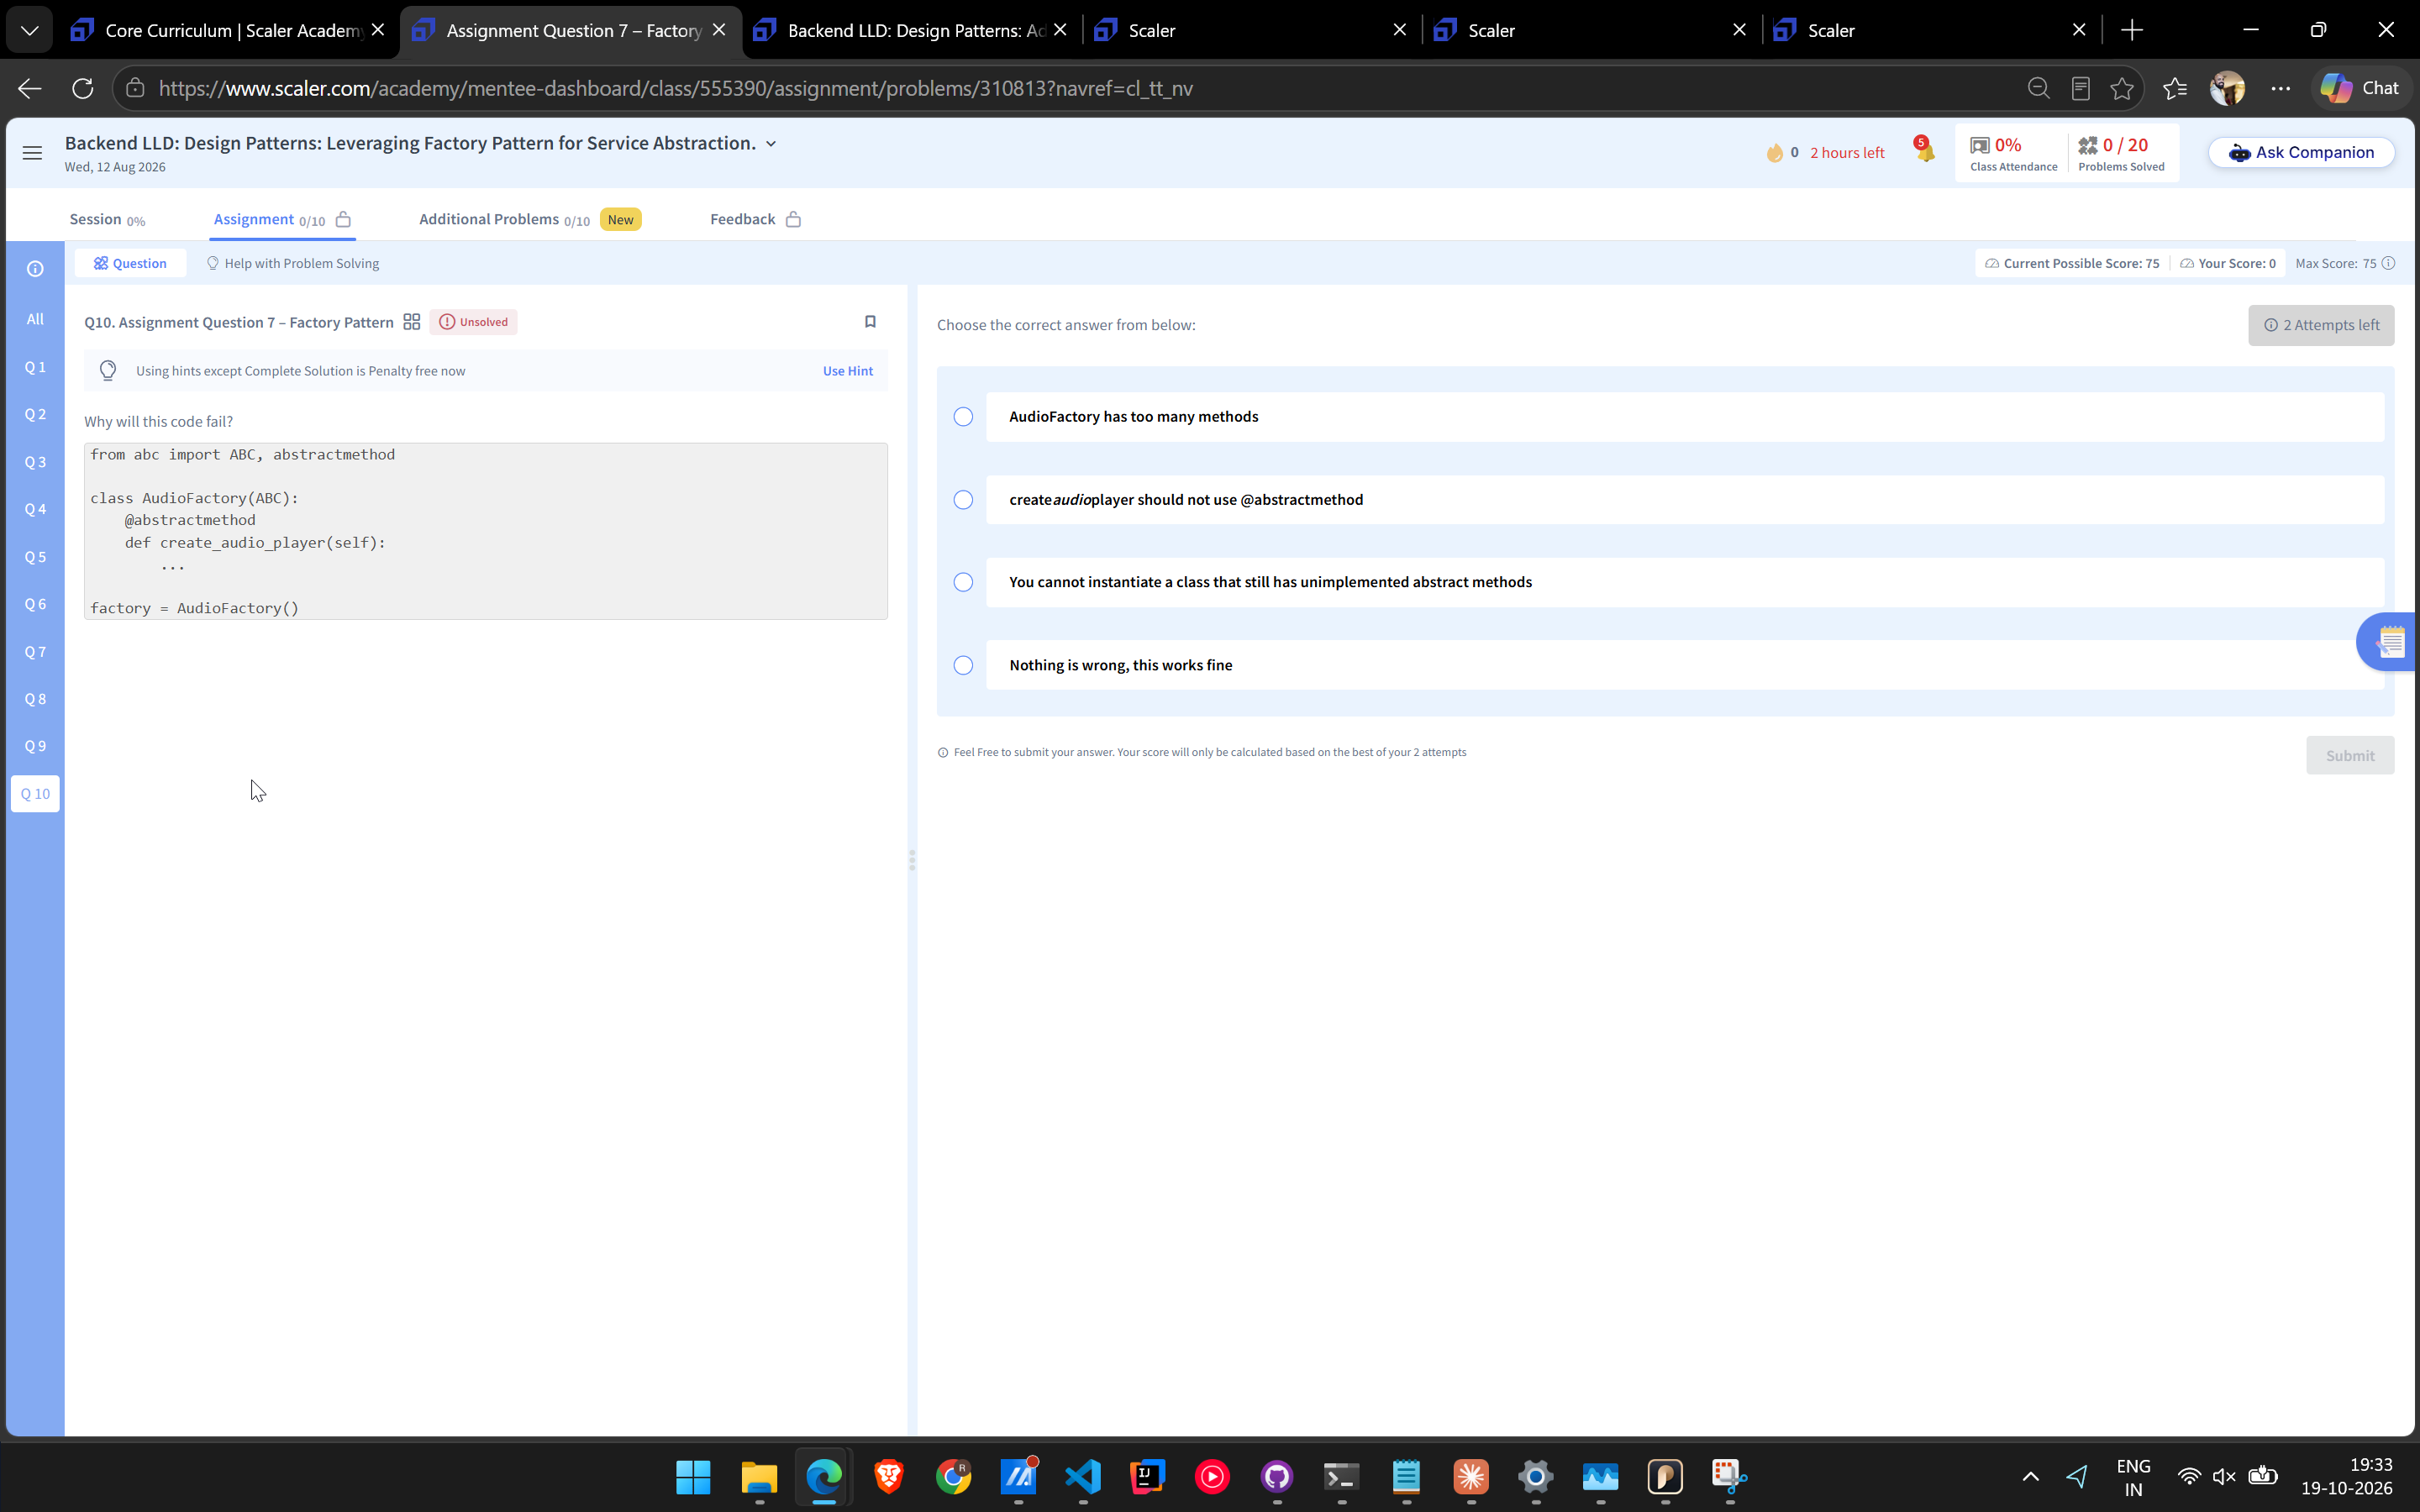 Core Curriculum | Scaler Academy
Assignment Question 7 – Factory
Backend LLD: Design Patterns: Ad
Scaler
Scaler
Scaler
https://www.scaler.com/academy/mentee-dashboard/class/555390/assignment/problems/310813?navref=cl_tt_nv
Chat
Backend LLD: Design Patterns: Leveraging Factory Pattern for Service Abstraction.
Wed, 12 Aug 2026
0 2 hours left
5
0%
Class Attendance
0 / 20
Problems Solved
Ask Companion
Session 0%
Assignment 0/10
Additional Problems 0/10 New
Feedback
Question
Help with Problem Solving
Current Possible Score: 75
Your Score: 0
Max Score: 75
All
Q 1
Q 2
Q 3
Q 4
Q 5
Q 6
Q 7
Q 8
Q 9
Q 10
Q10. Assignment Question 7 – Factory Pattern
Unsolved
Using hints except Complete Solution is Penalty free now
Use Hint
Why will this code fail?
from abc import ABC, abstractmethod
class AudioFactory(ABC):
@abstractmethod
def create_audio_player(self):
...
factory = AudioFactory()
Choose the correct answer from below:
2 Attempts left
AudioFactory has too many methods
createaudioplayer should not use @abstractmethod
You cannot instantiate a class that still has unimplemented abstract methods
Nothing is wrong, this works fine
Feel Free to submit your answer. Your score will only be calculated based on the best of your 2 attempts
Submit
R
IJ
ENG
IN
19:33
19-10-2026